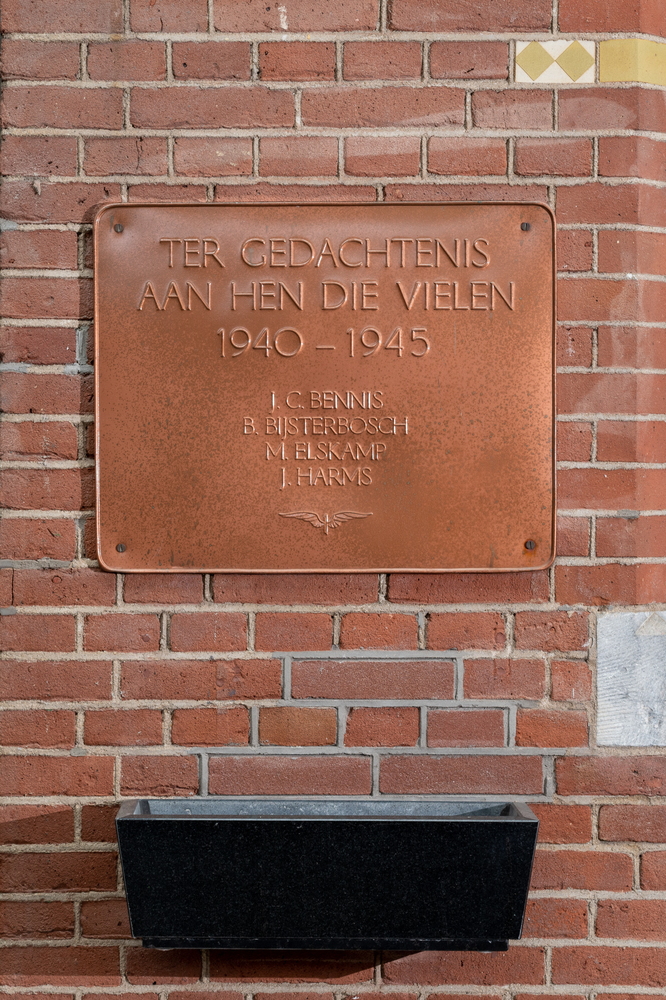 TER GEDACHTENIS
AAN HEN DIE VIELEN
1940 – 1945
J. C. BENNIS
B. BIJSTERBOSCH
M. ELSKAMP
J. HARMS